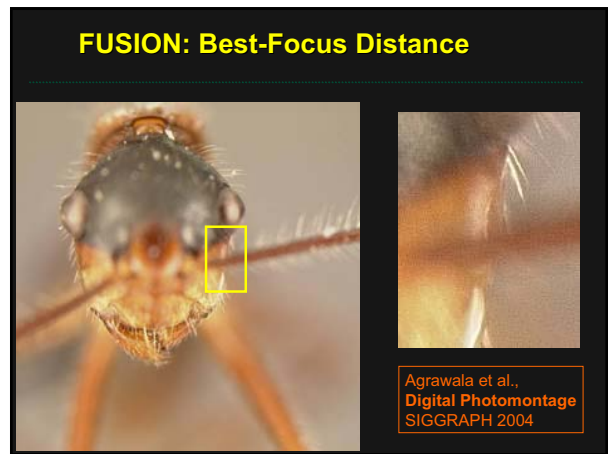 FUSION: Best-Focus Distance
Agrawala et al.,
Digital Photomontage
SIGGRAPH 2004